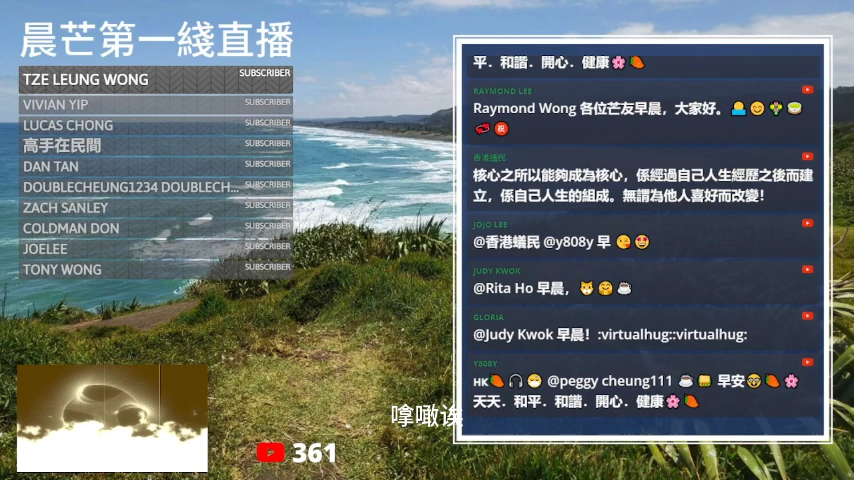 晨芒第一綫直播
TZE LEUNG WONG SUBSCRIBER
VIVIAN YIP SUBSCRIBER
LUCAS CHONG SUBSCRIBER
高手在民間 SUBSCRIBER
DAN TAN SUBSCRIBER
DOUBLECHEUNG1234 DOUBLECH... SUBSCRIBER
ZACH SANLEY SUBSCRIBER
COLDMAN DON SUBSCRIBER
JOELEE SUBSCRIBER
TONY WONG SUBSCRIBER
361
嗱噉诶
平．和諧．開心．健康🌸🥭
RAYMOND LEE
Raymond Wong 各位芒友早晨，大家好。
㊗
香港蟻民
核心之所以能夠成為核心，係經過自己人生經歷之後而建
立，係自己人生的組成。無謂為他人喜好而改變！
JOJO LEE
@香港蟻民 @y808y 早 😘🤩
JUDY KWOK
@Rita Ho 早晨，🐱🤗☕
GLORIA
@Judy Kwok 早晨！:virtualhug::virtualhug:
Y808Y
ʜᴋ🥭🎧😷 @peggy cheung111 ☕🍞 早安🤓🥭🌸
天天．和平．和諧．開心．健康🌸🥭